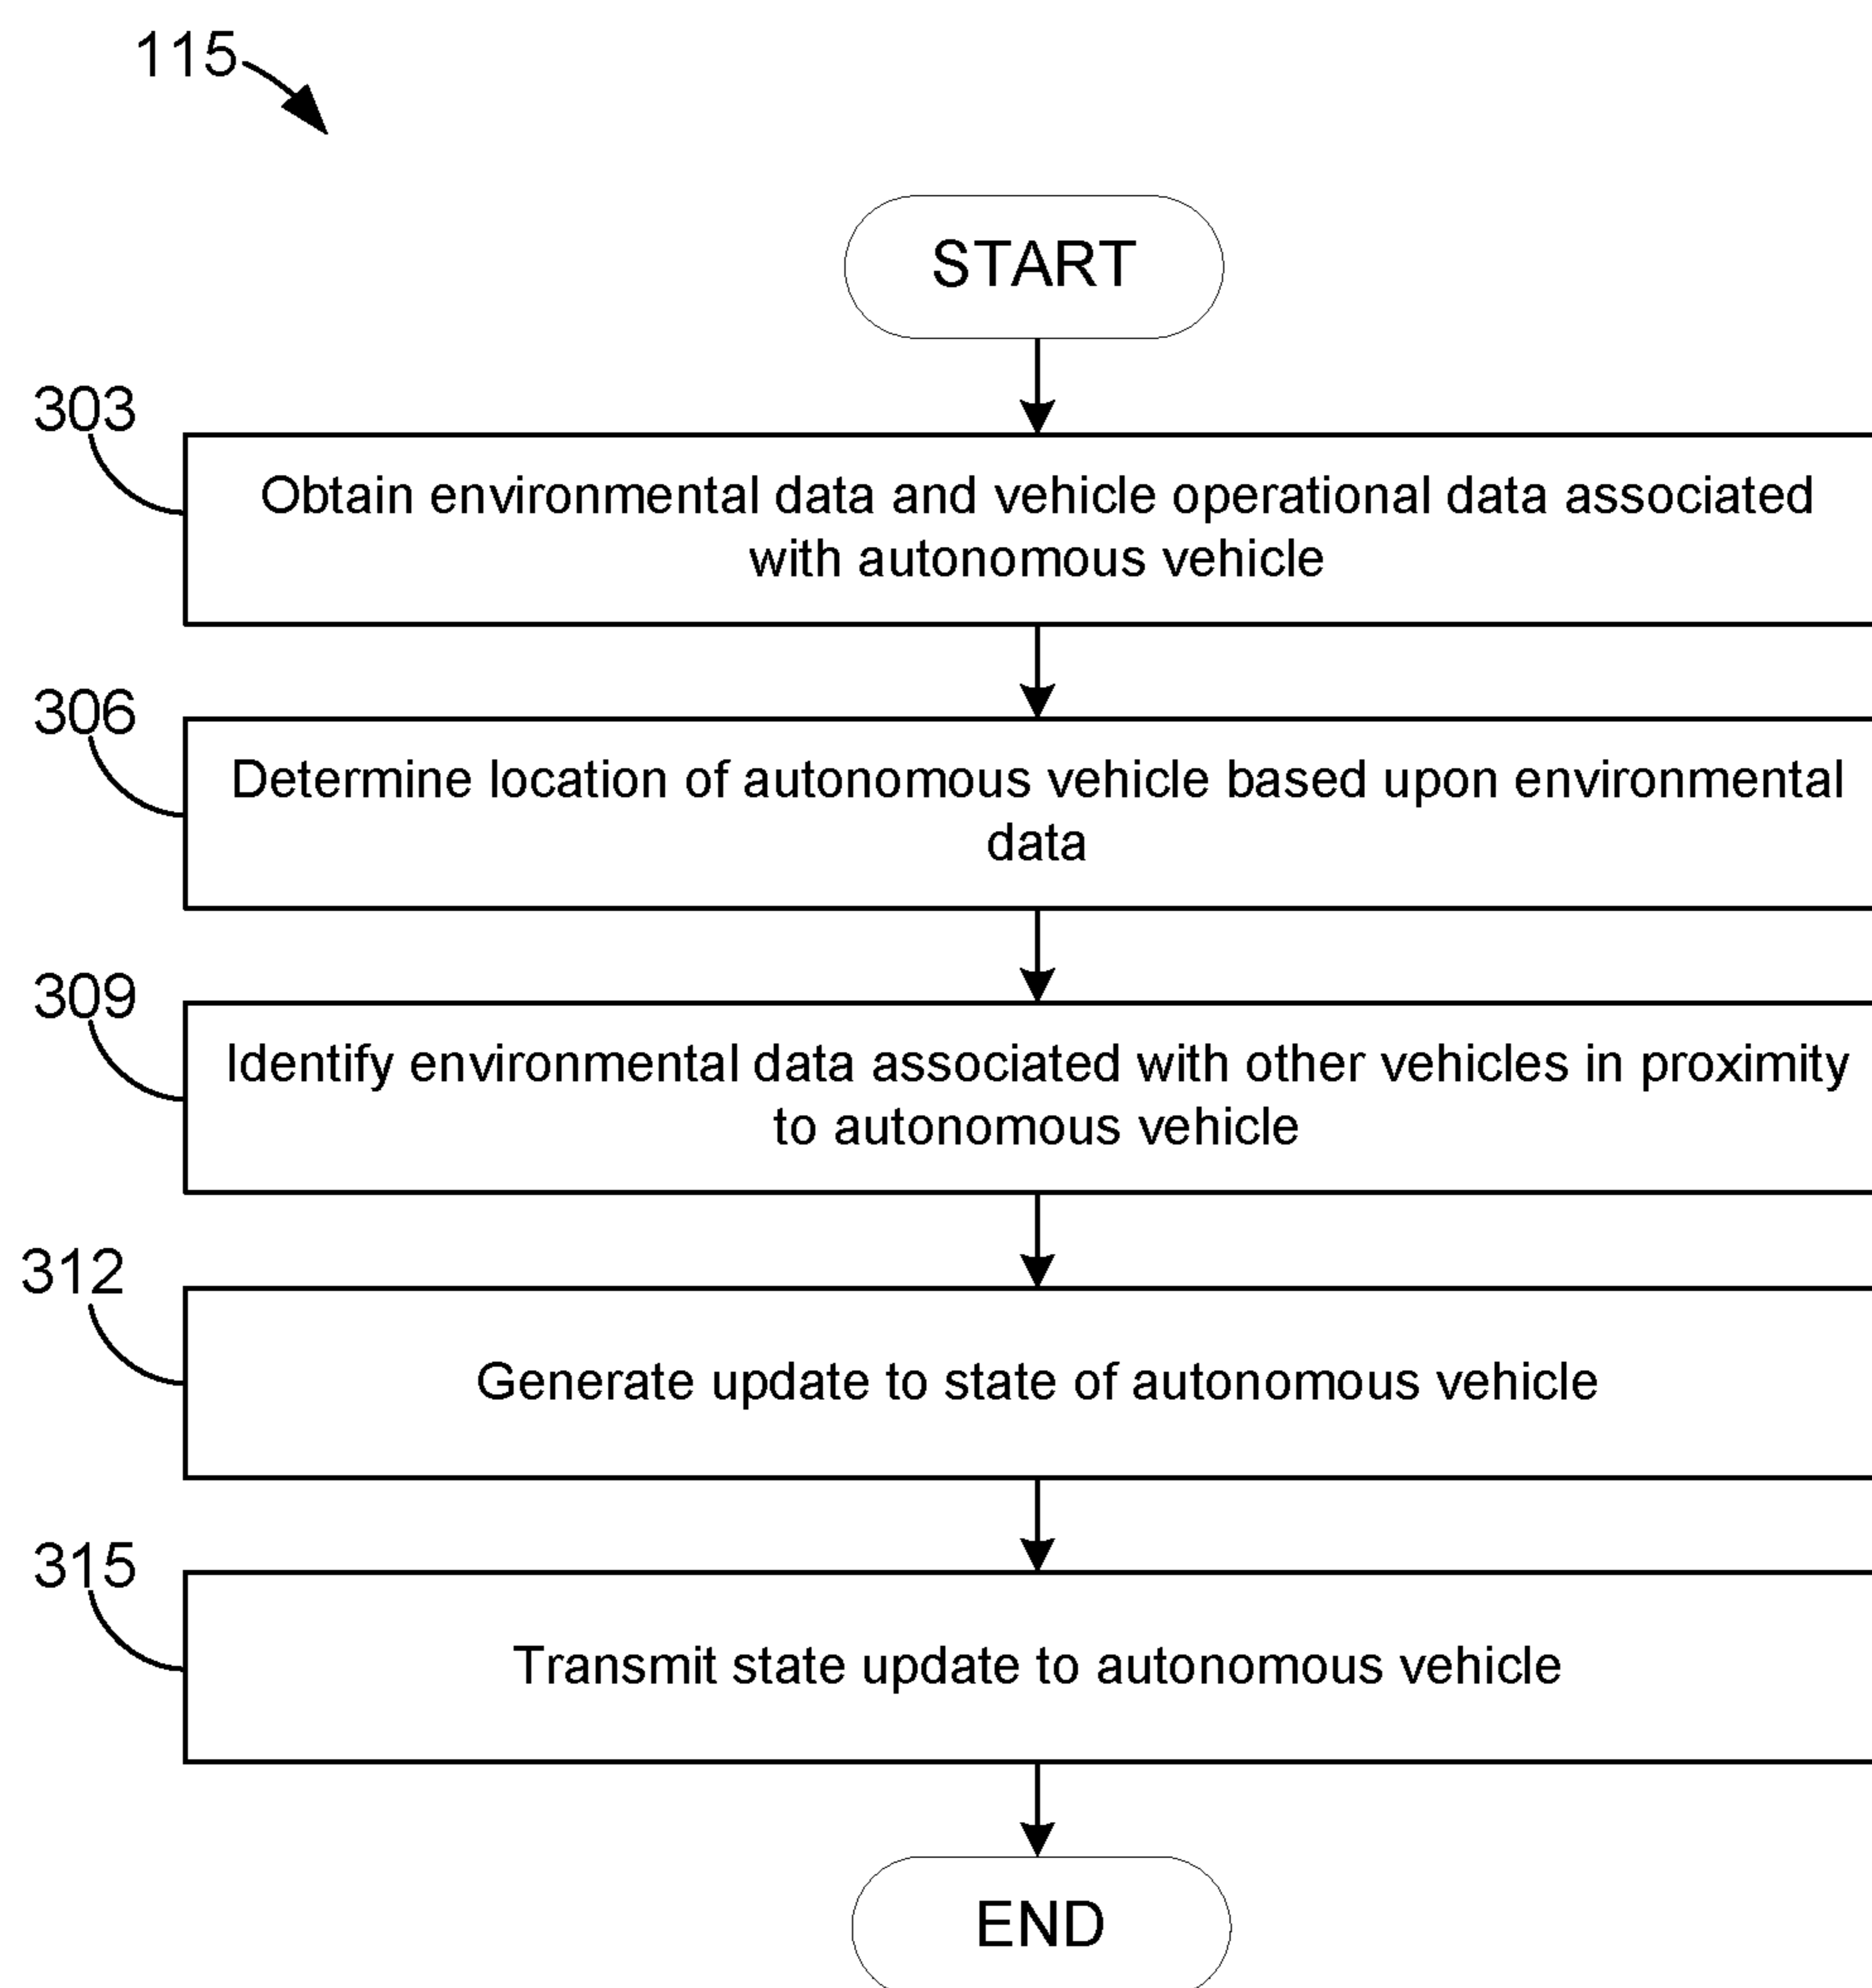 115
START
303
Obtain environmental data and vehicle operational data associated
with autonomous vehicle
306
Determine location of autonomous vehicle based upon environmental
data
309
Identify environmental data associated with other vehicles in proximity
to autonomous vehicle
312
Generate update to state of autonomous vehicle
315
Transmit state update to autonomous vehicle
END